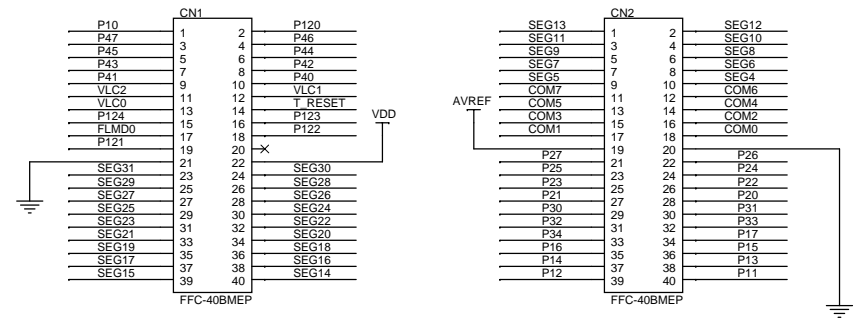 CN1 CN2
P10 1 2 P120 SEG13 1 2 SEG12
P47 3 4 P46 SEG11 3 4 SEG10
P45 5 6 P44 SEG9 5 6 SEG8
P43 7 8 P42 SEG7 7 8 SEG6
P41 9 10 P40 SEG5 9 10 SEG4
VLC2 11 12 VLC1 COM7 11 12 COM6
VLC0 13 14 T_RESET VDD AVREF COM5 13 14 COM4
P124 15 16 P123 COM3 15 16 COM2
FLMD0 17 18 P122 COM1 17 18 COM0
P121 19 20 19 20
21 22 P27 21 22 P26
SEG31 23 24 SEG30 P25 23 24 P24
SEG29 25 26 SEG28 P23 25 26 P22
SEG27 27 28 SEG26 P21 27 28 P20
SEG25 29 30 SEG24 P30 29 30 P31
SEG23 31 32 SEG22 P32 31 32 P33
SEG21 33 34 SEG20 P34 33 34 P17
SEG19 35 36 SEG18 P16 35 36 P15
SEG17 37 38 SEG16 P14 37 38 P13
SEG15 39 40 SEG14 P12 39 40 P11
FFC-40BMEP FFC-40BMEP